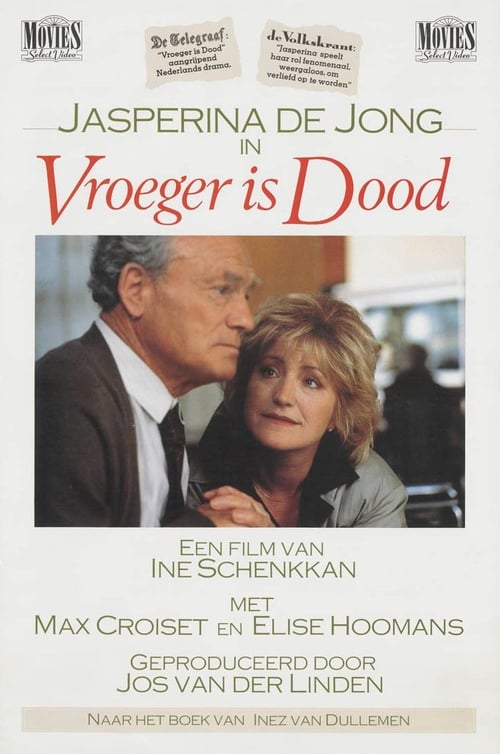 MOVIES
Select Video
De Telegraaf:
"Vroeger is Dood"
aangrijpend
Nederlands drama.
de Volkskrant:
"Jasperina speelt
haar rol fenomenaal,
weergaloos, om
verliefd op te worden"
MOVIES
Select Video
JASPERINA DE JONG
IN
Vroeger is Dood
EEN FILM VAN
INE SCHENKKAN
MET
MAX CROISET EN ELISE HOOMANS
GEPRODUCEERD DOOR
JOS VAN DER LINDEN
NAAR HET BOEK VAN INEZ VAN DULLEMEN